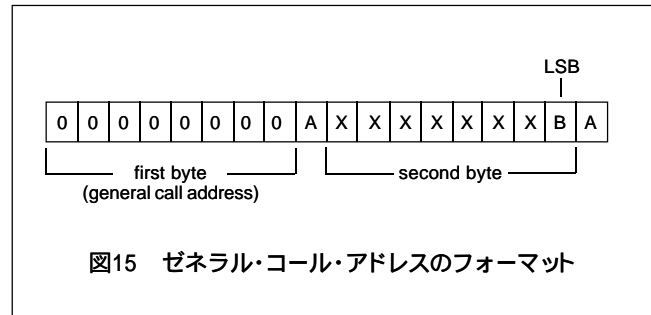 LSB
0 0 0 0 0 0 0 0 A X X X X X X X B A
first byte
(general call address)
second byte
図15 ゼネラル・コール・アドレスのフォーマット